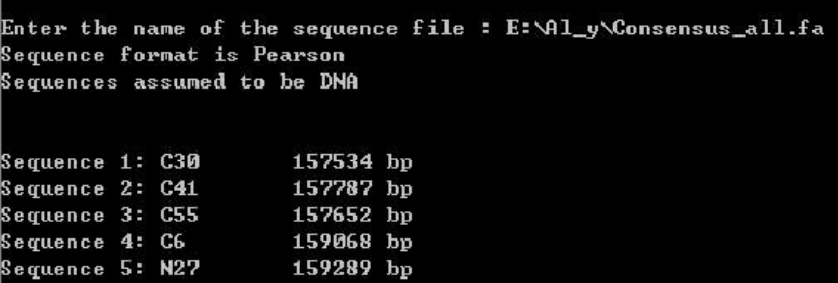 Enter the name of the sequence file : E:\Al_y\Consensus_all.fa
Sequence format is Pearson
Sequences assumed to be DNA
Sequence 1: C30 157534 bp
Sequence 2: C41 157787 bp
Sequence 3: C55 157652 bp
Sequence 4: C6 159068 bp
Sequence 5: N27 159289 bp